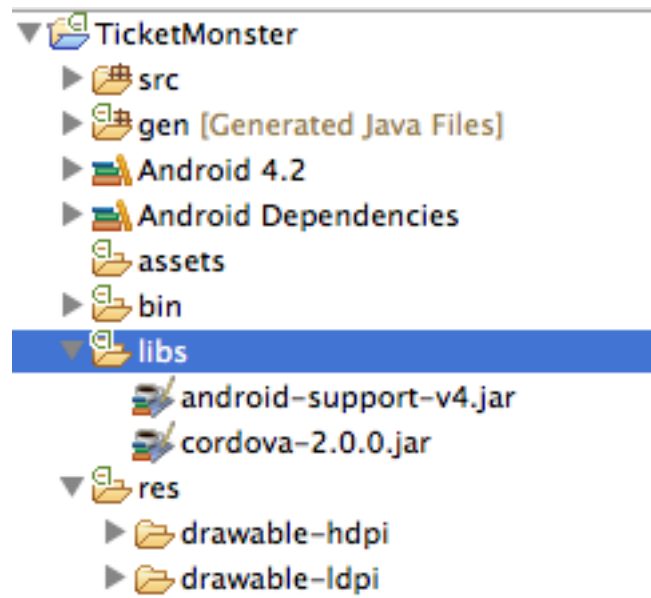 TicketMonster
src
gen [Generated Java Files]
Android 4.2
Android Dependencies
assets
bin
libs
android-support-v4.jar
cordova-2.0.0.jar
res
drawable-hdpi
drawable-ldpi